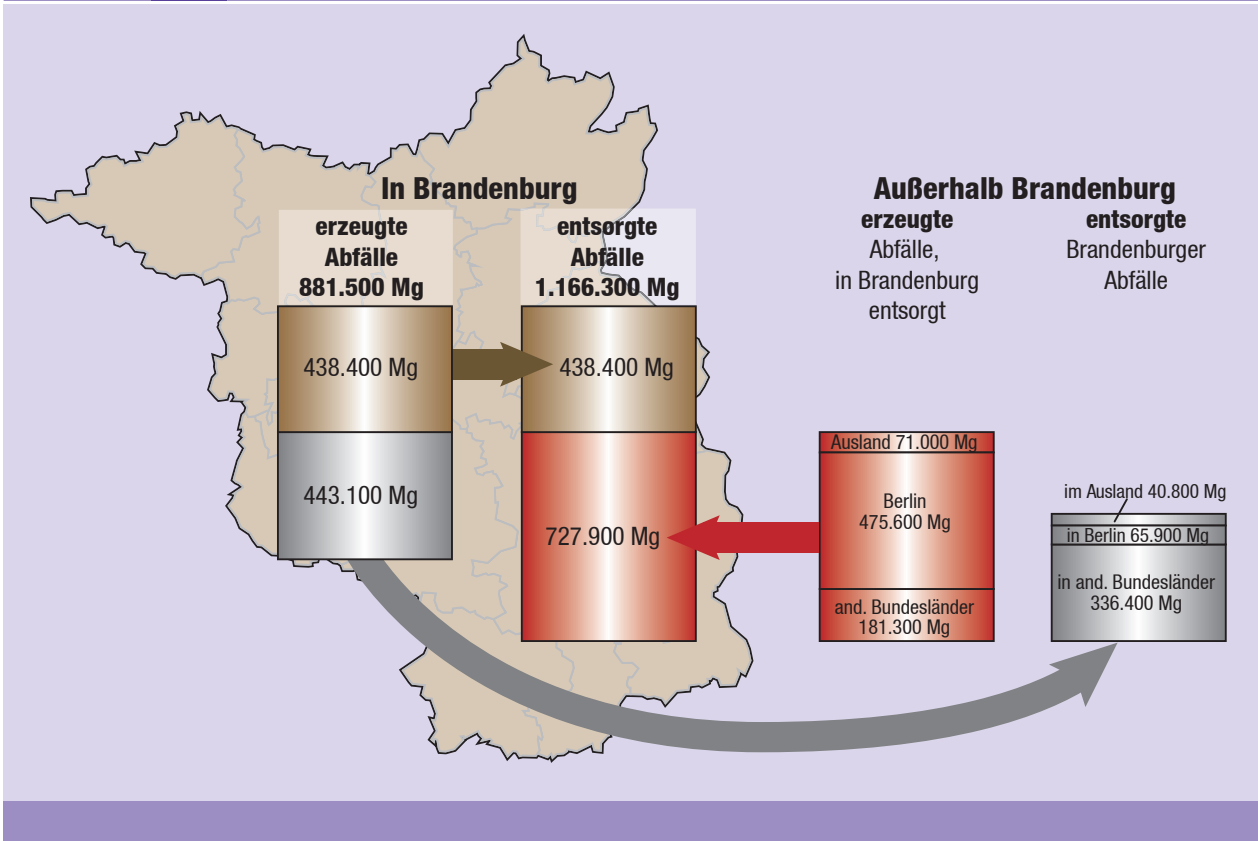 In Brandenburg
erzeugte
Abfälle
881.500 Mg
438.400 Mg
443.100 Mg
entsorgte
Abfälle
1.166.300 Mg
438.400 Mg
727.900 Mg
Außerhalb Brandenburg
erzeugte
Abfälle,
in Brandenburg
entsorgt
Ausland 71.000 Mg
Berlin
475.600 Mg
and. Bundesländer
181.300 Mg
entsorgte
Brandenburger
Abfälle
im Ausland 40.800 Mg
in Berlin 65.900 Mg
in and. Bundesländer
336.400 Mg